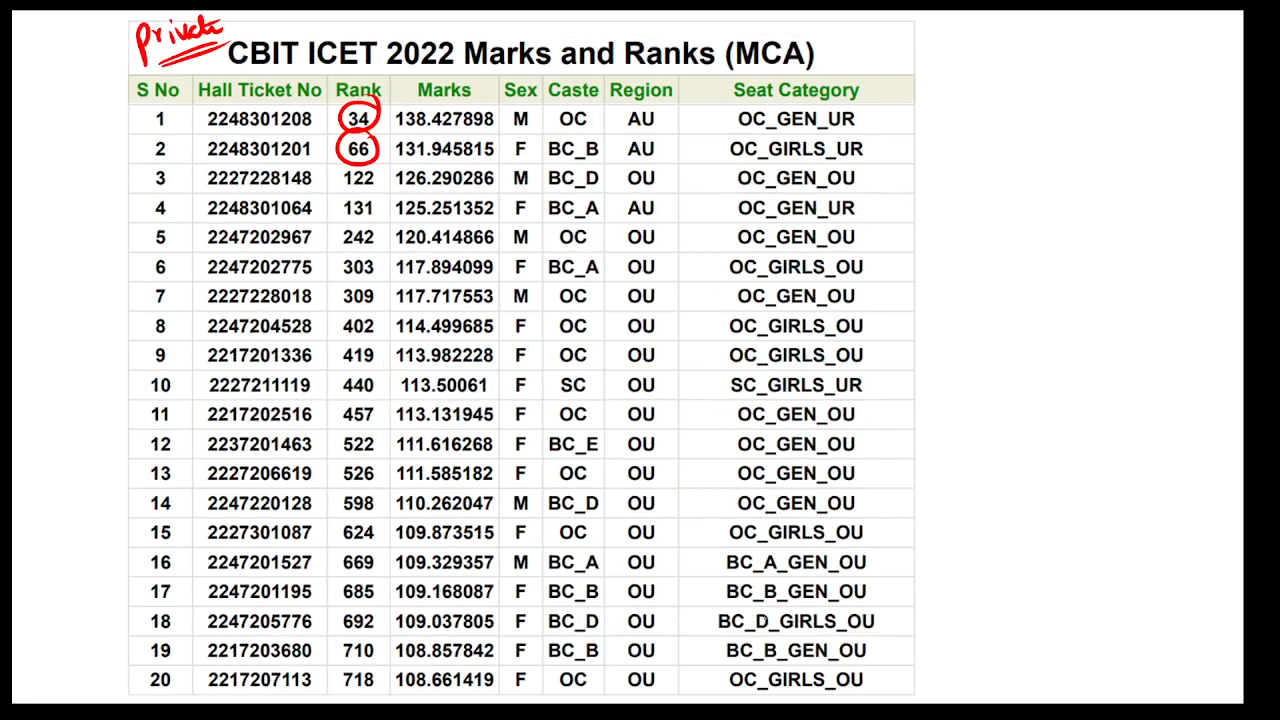 Private
CBIT ICET 2022 Marks and Ranks (MCA)
S No Hall Ticket No Rank Marks Sex Caste Region Seat Category
1 2248301208 34 138.427898 M OC AU OC_GEN_UR
2 2248301201 66 131.945815 F BC_B AU OC_GIRLS_UR
3 2227228148 122 126.290286 M BC_D OU OC_GEN_OU
4 2248301064 131 125.251352 F BC_A AU OC_GEN_UR
5 2247202967 242 120.414866 M OC OU OC_GEN_OU
6 2247202775 303 117.894099 F BC_A OU OC_GIRLS_OU
7 2227228018 309 117.717553 M OC OU OC_GEN_OU
8 2247204528 402 114.499685 F OC OU OC_GIRLS_OU
9 2217201336 419 113.982228 F OC OU OC_GIRLS_OU
10 2227211119 440 113.50061 F SC OU SC_GIRLS_UR
11 2217202516 457 113.131945 F OC OU OC_GEN_OU
12 2237201463 522 111.616268 F BC_E OU OC_GEN_OU
13 2227206619 526 111.585182 F OC OU OC_GEN_OU
14 2247220128 598 110.262047 M BC_D OU OC_GEN_OU
15 2227301087 624 109.873515 F OC OU OC_GIRLS_OU
16 2247201527 669 109.329357 M BC_A OU BC_A_GEN_OU
17 2247201195 685 109.168087 F BC_B OU BC_B_GEN_OU
18 2247205776 692 109.037805 F BC_D OU BC_D_GIRLS_OU
19 2217203680 710 108.857842 F BC_B OU BC_B_GEN_OU
20 2217207113 718 108.661419 F OC OU OC_GIRLS_OU